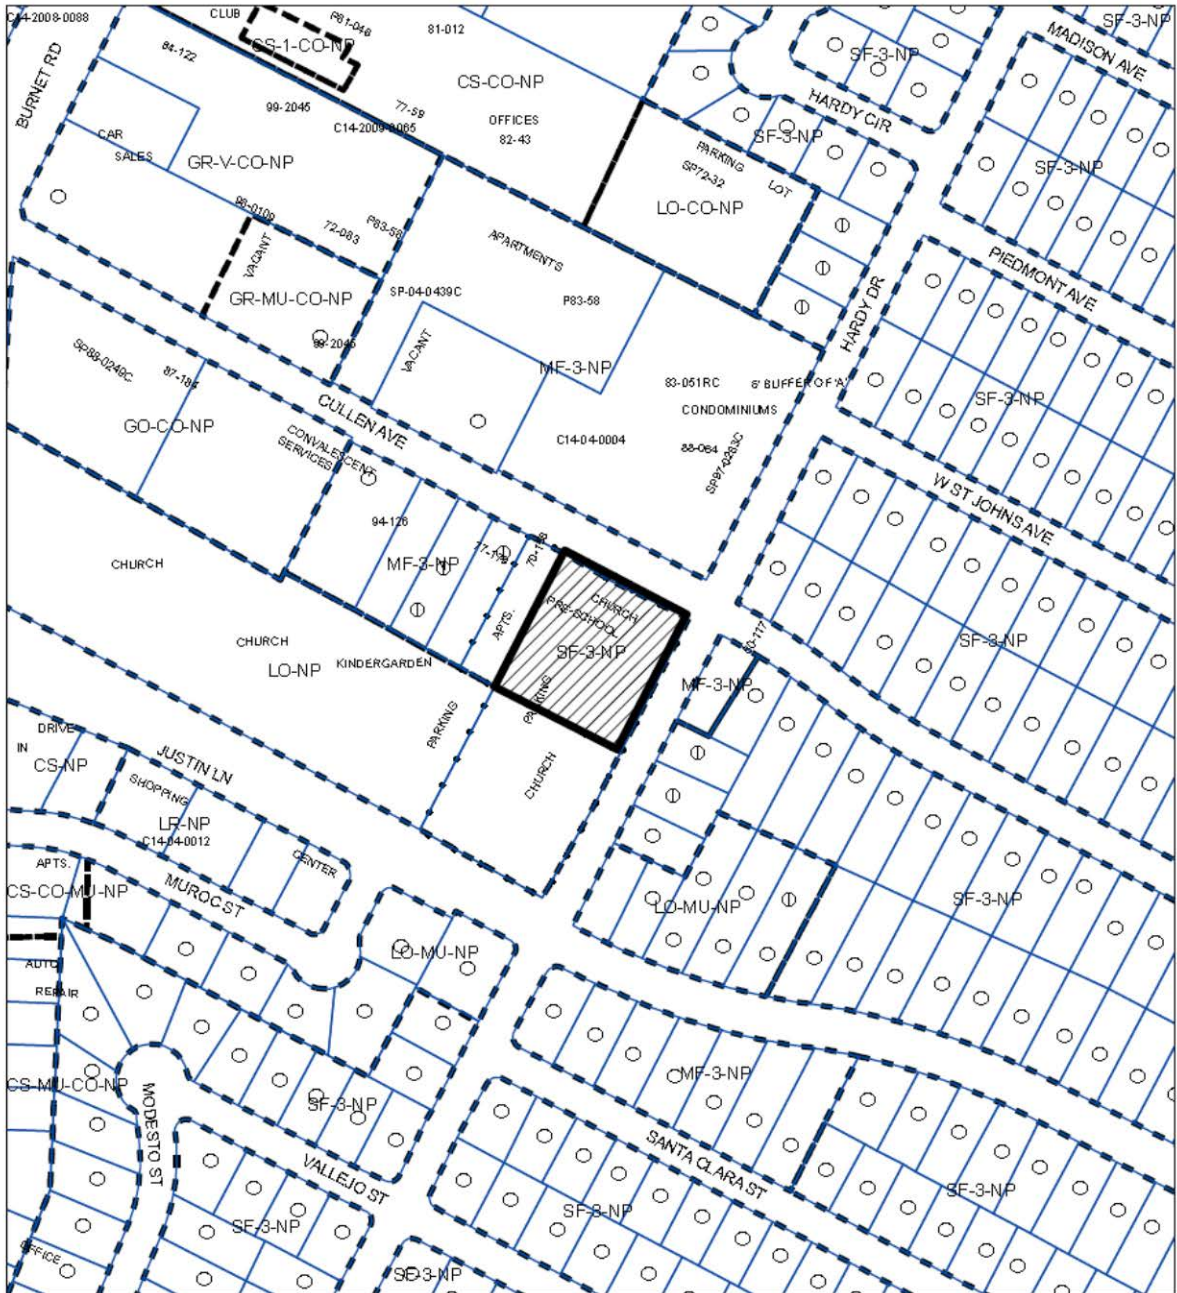 C14-2008-0088
CLUB
P81-048
81-012
SF-3-NP
MADISON AVE
BURNET RD
84-122
CS-1-CO-NP
SF-3-NP
CS-CO-NP
HARDY CIR
99-2045
77-59
C14-2009-0065
OFFICES
82-43
SF-3-NP
CAR
SALES
GR-V-CO-NP
PARKING
LOT
SP72-32
LO-CO-NP
SF-3-NP
72-083
P83-58
VACANT
APARTMENTS
PIEDMONT AVE
GR-MU-CO-NP
SP-04-0439C
P83-58
HARDY DR
99-2045
VACANT
MF-3-NP
SP88-0249C
87-184
83-051RC
6' BUFFER OF 'A'
CONDOMINIUMS
SF-3-NP
CULLEN AVE
GO-CO-NP
CONVALESCENT
SERVICES
C14-04-0004
88-064
SP97-0283C
W ST JOHNS AVE
94-126
CHURCH
MF-3-NP
APTS.
CHURCH
PRE-SCHOOL
SF-3-NP
PARKING
SF-3-NP
CHURCH
LO-NP
KINDERGARDEN
MF-3-NP
PARKING
CHURCH
DRIVE
IN
CS-NP
JUSTIN LN
SHOPPING
LR-NP
C14-04-0012
CENTER
APTS.
CS-CO-MU-NP
MUROC ST
LO-MU-NP
SF-3-NP
LO-MU-NP
AUTO
REPAIR
MF-3-NP
CS-MU-CO-NP
SF-3-NP
MODESTO ST
VALLEJO ST
SANTA CLARA ST
SF-3-NP
SF-3-NP
SF-3-NP
OFFICE
SF-3-NP